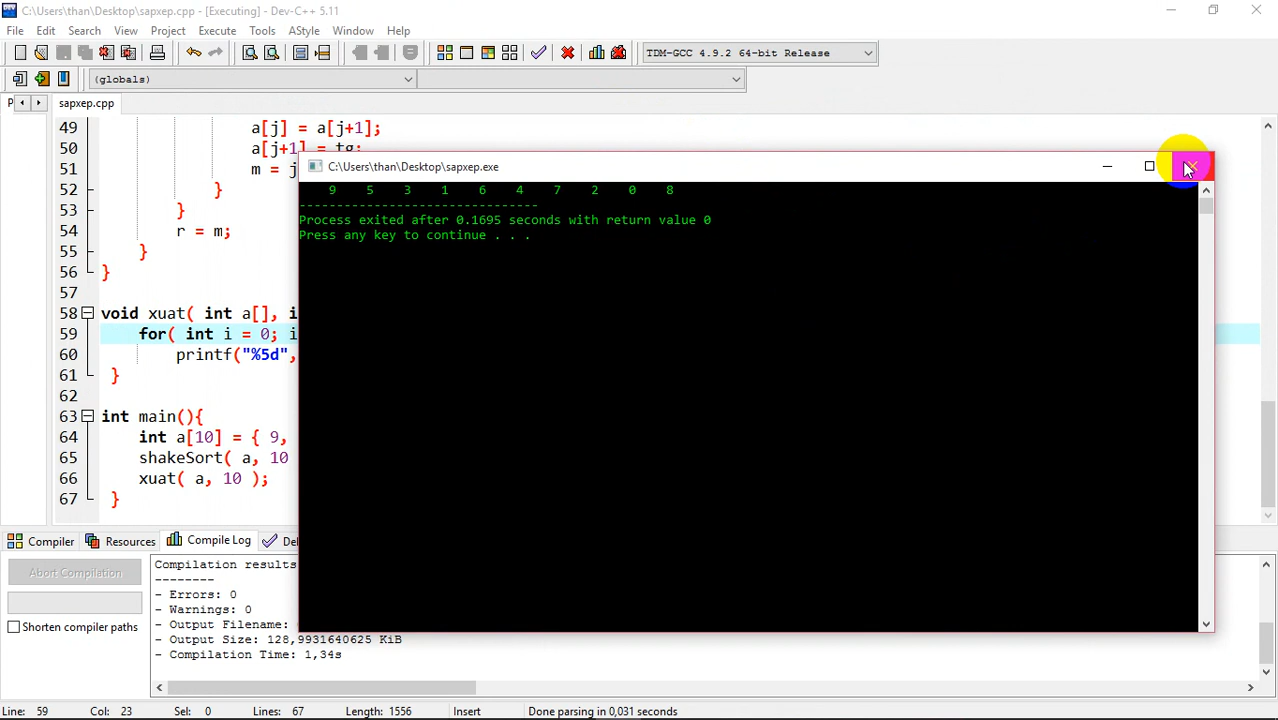 C:\Users\than\Desktop\sapxep.cpp - [Executing] - Dev-C++ 5.11
File Edit Search View Project Execute Tools AStyle Window Help
TDM-GCC 4.9.2 64-bit Release
(globals)
P sapxep.cpp
49 a[j] = a[j+1];
50 a[j+1] = tg;
51 m = j
52 }
53 }
54 r = m;
55 }
56 }
57
58 void xuat( int a[], i
59 for( int i = 0; i
60 printf("%5d",
61 }
62
63 int main(){
64 int a[10] = { 9,
65 shakeSort( a, 10
66 xuat( a, 10 );
67 }
C:\Users\than\Desktop\sapxep.exe
9 5 3 1 6 4 7 2 0 8
--------------------------------
Process exited after 0.1695 seconds with return value 0
Press any key to continue . . .
Compiler Resources Compile Log De
Abort Compilation
Shorten compiler paths
Compilation results
--------
- Errors: 0
- Warnings: 0
- Output Filename:
- Output Size: 128,9931640625 KiB
- Compilation Time: 1,34s
Line: 59 Col: 23 Sel: 0 Lines: 67 Length: 1556 Insert Done parsing in 0,031 seconds